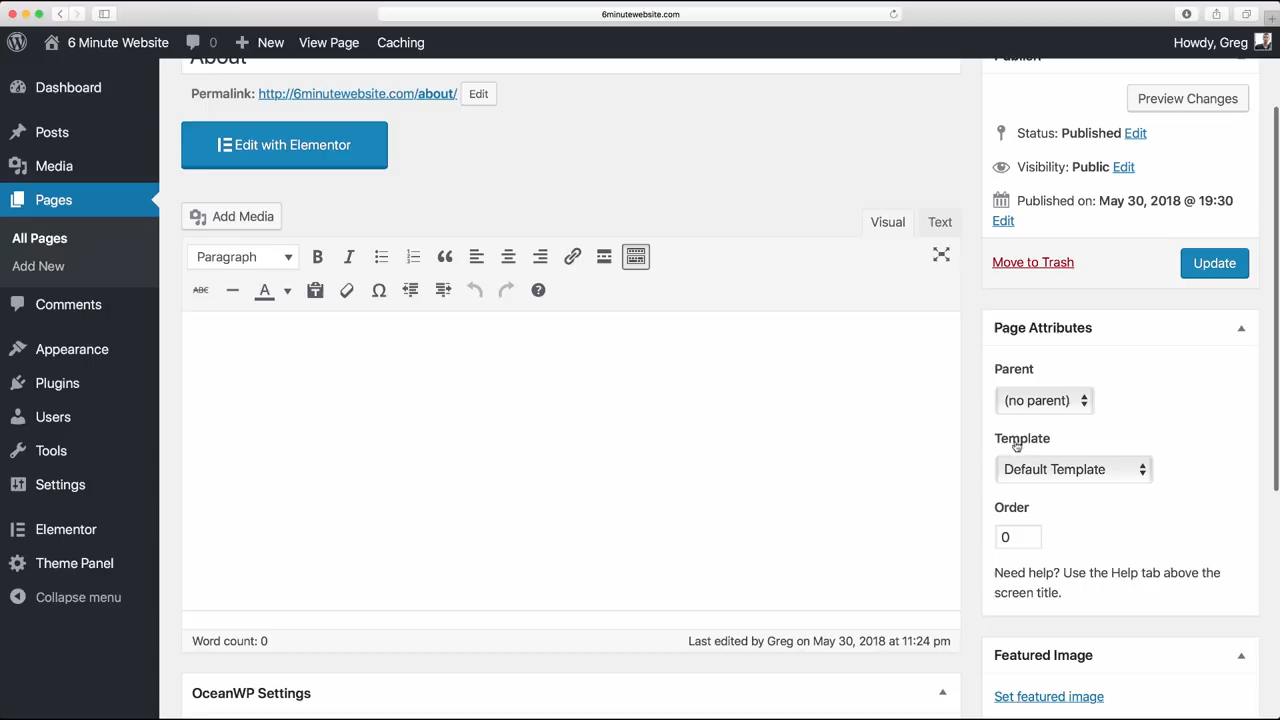 6minutewebsite.com
6 Minute Website 0 New View Page Caching Howdy, Greg
Dashboard
Posts
Media
Pages
All Pages
Add New
Comments
Appearance
Plugins
Users
Tools
Settings
Elementor
Theme Panel
Collapse menu
About
Permalink: http://6minutewebsite.com/about/ Edit
Edit with Elementor
Add Media
Visual Text
Paragraph B I
ABC A
Word count: 0 Last edited by Greg on May 30, 2018 at 11:24 pm
OceanWP Settings
Publish
Preview Changes
Status: Published Edit
Visibility: Public Edit
Published on: May 30, 2018 @ 19:30
Edit
Move to Trash Update
Page Attributes
Parent
(no parent)
Template
Default Template
Order
0
Need help? Use the Help tab above the
screen title.
Featured Image
Set featured image